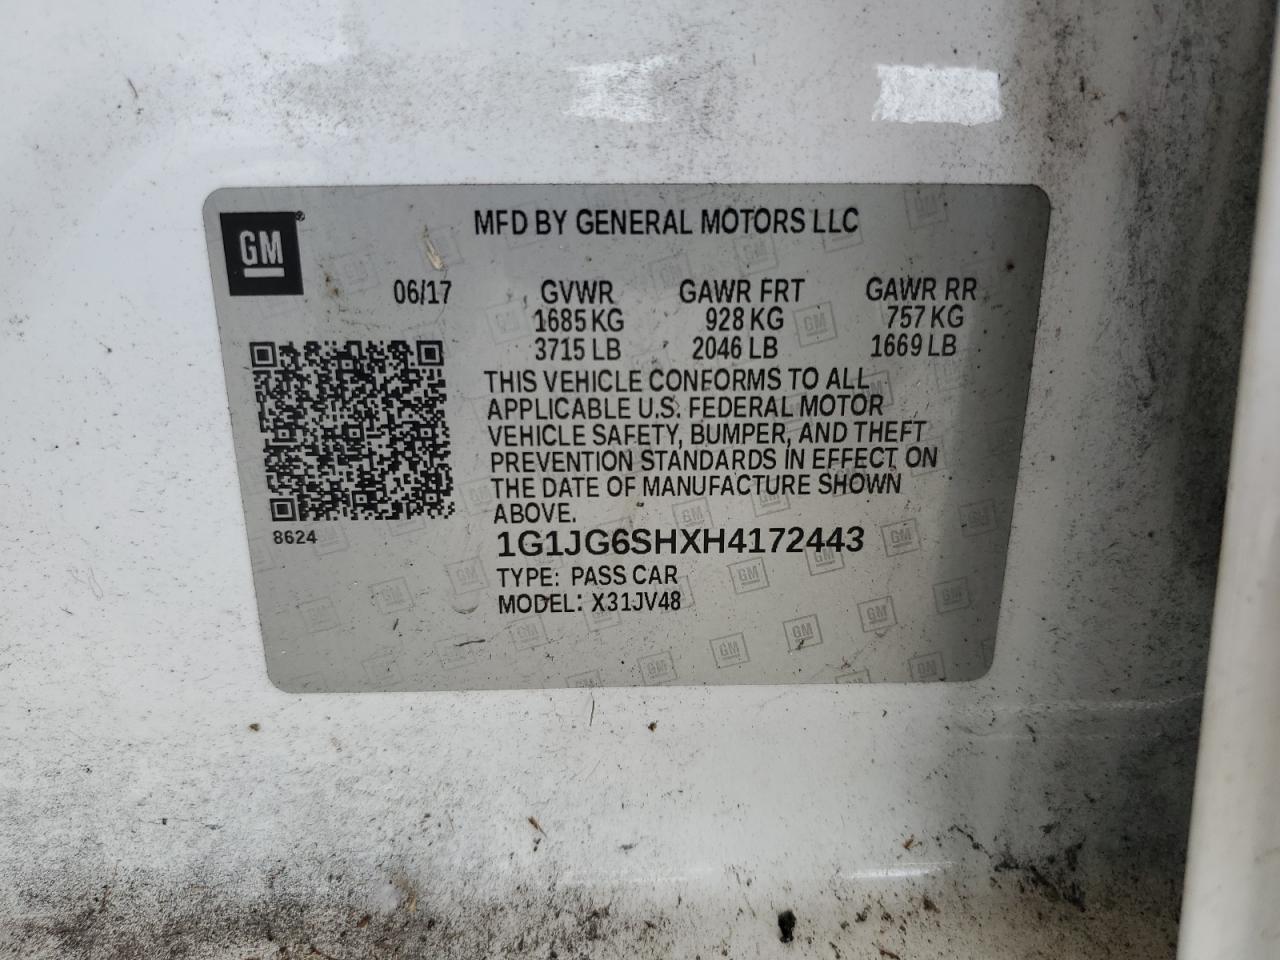 GM
MFD BY GENERAL MOTORS LLC
06/17 GVWR GAWR FRT GAWR RR
1685 KG 928 KG 757 KG
3715 LB 2046 LB 1669 LB
THIS VEHICLE CONFORMS TO ALL
APPLICABLE U.S. FEDERAL MOTOR
VEHICLE SAFETY, BUMPER, AND THEFT
PREVENTION STANDARDS IN EFFECT ON
THE DATE OF MANUFACTURE SHOWN
ABOVE.
8624
1G1JG6SHXH4172443
TYPE: PASS CAR
MODEL: X31JV48